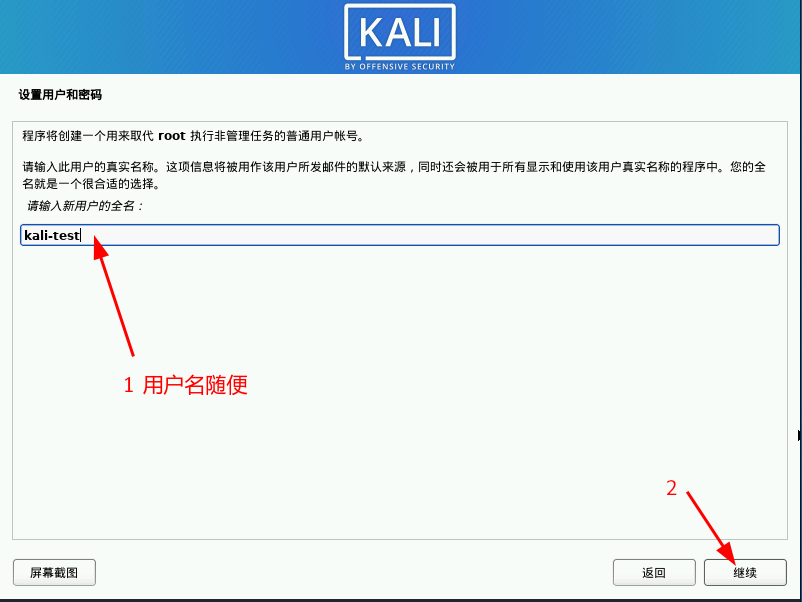 KALI
BY OFFENSIVE SECURITY
设置用户和密码
程序将创建一个用来取代 root 执行非管理任务的普通用户帐号。
请输入此用户的真实名称。这项信息将被用作该用户所发邮件的默认来源，同时还会被用于所有显示和使用该用户真实名称的程序中。您的全
名就是一个很合适的选择。
请输入新用户的全名：
kali-test
1 用户名随便
2
屏幕截图
返回
继续